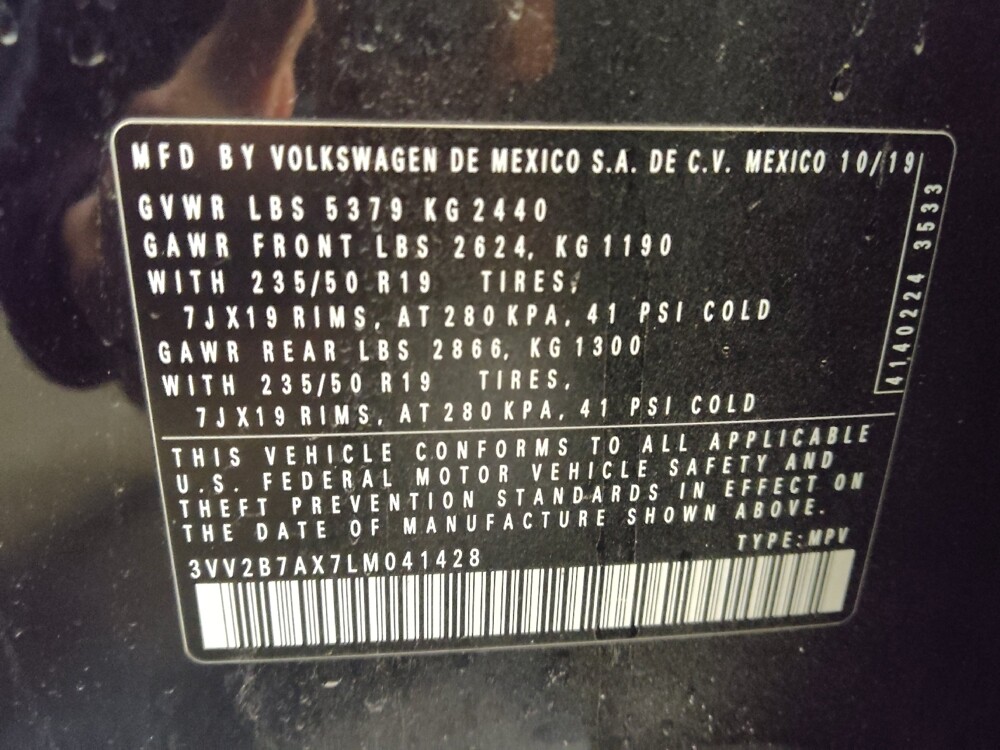 MFD BY VOLKSWAGEN DE MEXICO S.A. DE C.V. MEXICO 10/19
GVWR LBS 5379 KG 2440
GAWR FRONT LBS 2624, KG 1190
WITH 235/50 R19 TIRES,
7JX19 RIMS, AT 280 KPA, 41 PSI COLD
GAWR REAR LBS 2866, KG 1300
WITH 235/50 R19 TIRES,
7JX19 RIMS, AT 280 KPA, 41 PSI COLD
4140224 3533
THIS VEHICLE CONFORMS TO ALL APPLICABLE
U.S. FEDERAL MOTOR VEHICLE SAFETY AND
THEFT PREVENTION STANDARDS IN EFFECT ON
THE DATE OF MANUFACTURE SHOWN ABOVE.
TYPE:MPV
3VV2B7AX7LM041428